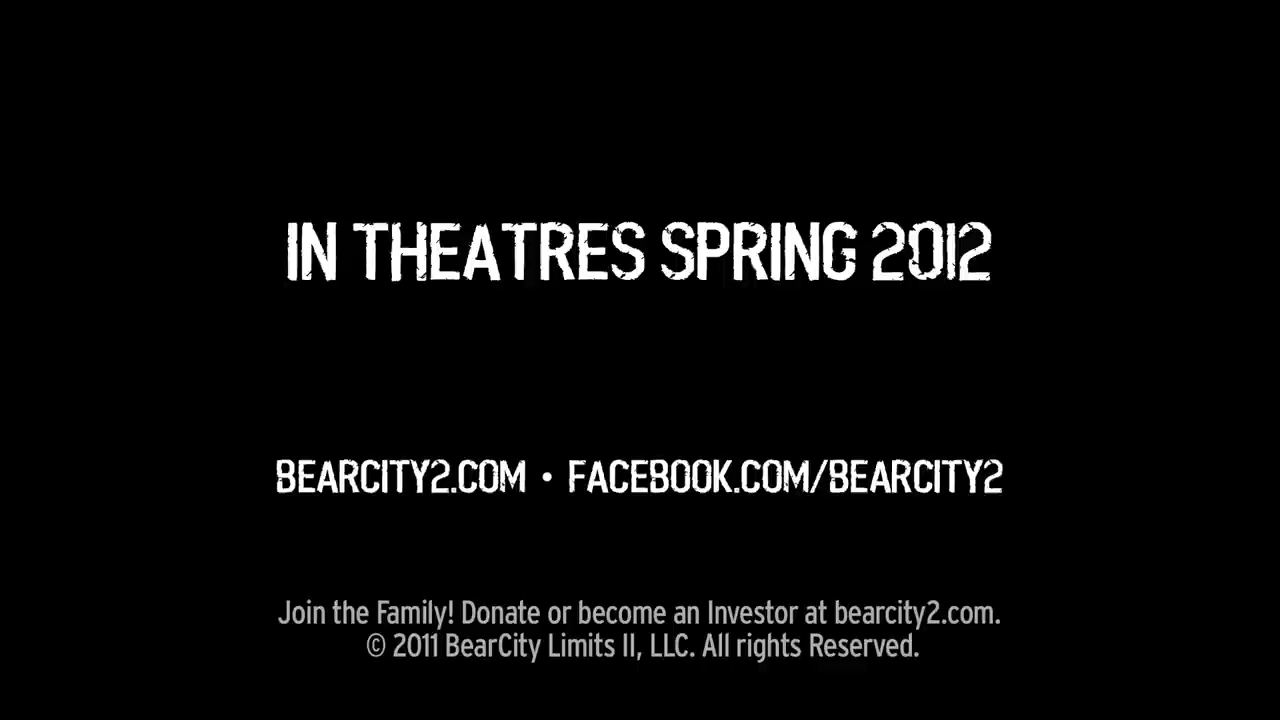 IN THEATRES SPRING 2012
BEARCITY2.COM • FACEBOOK.COM/BEARCITY2
Join the Family! Donate or become an Investor at bearcity2.com.
© 2011 BearCity Limits II, LLC. All rights Reserved.